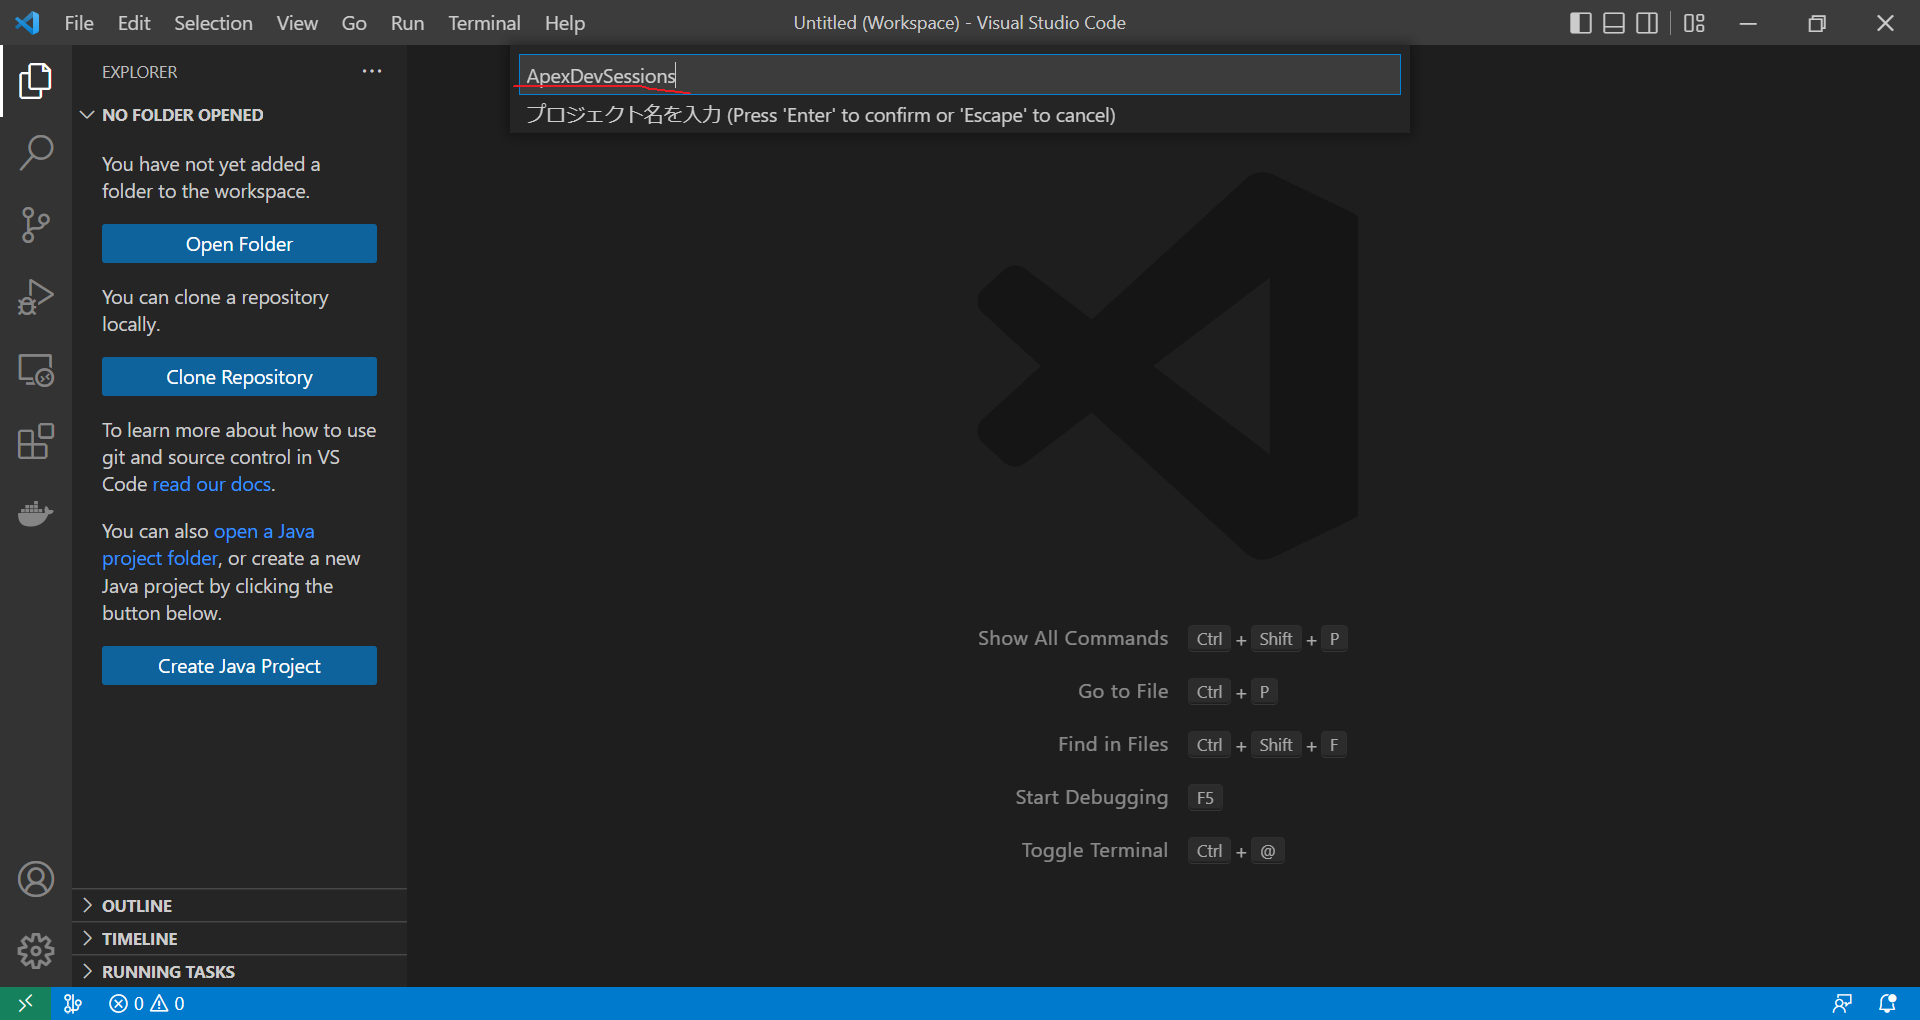 File Edit Selection View Go Run Terminal Help
Untitled (Workspace) - Visual Studio Code
EXPLORER
NO FOLDER OPENED
You have not yet added a
folder to the workspace.
Open Folder
You can clone a repository
locally.
Clone Repository
To learn more about how to use
git and source control in VS
Code read our docs.
You can also open a Java
project folder, or create a new
Java project by clicking the
button below.
Create Java Project
OUTLINE
TIMELINE
RUNNING TASKS
ApexDevSessions
プロジェクト名を入力 (Press 'Enter' to confirm or 'Escape' to cancel)
Show All Commands Ctrl + Shift + P
Go to File Ctrl + P
Find in Files Ctrl + Shift + F
Start Debugging F5
Toggle Terminal Ctrl + @
0 0